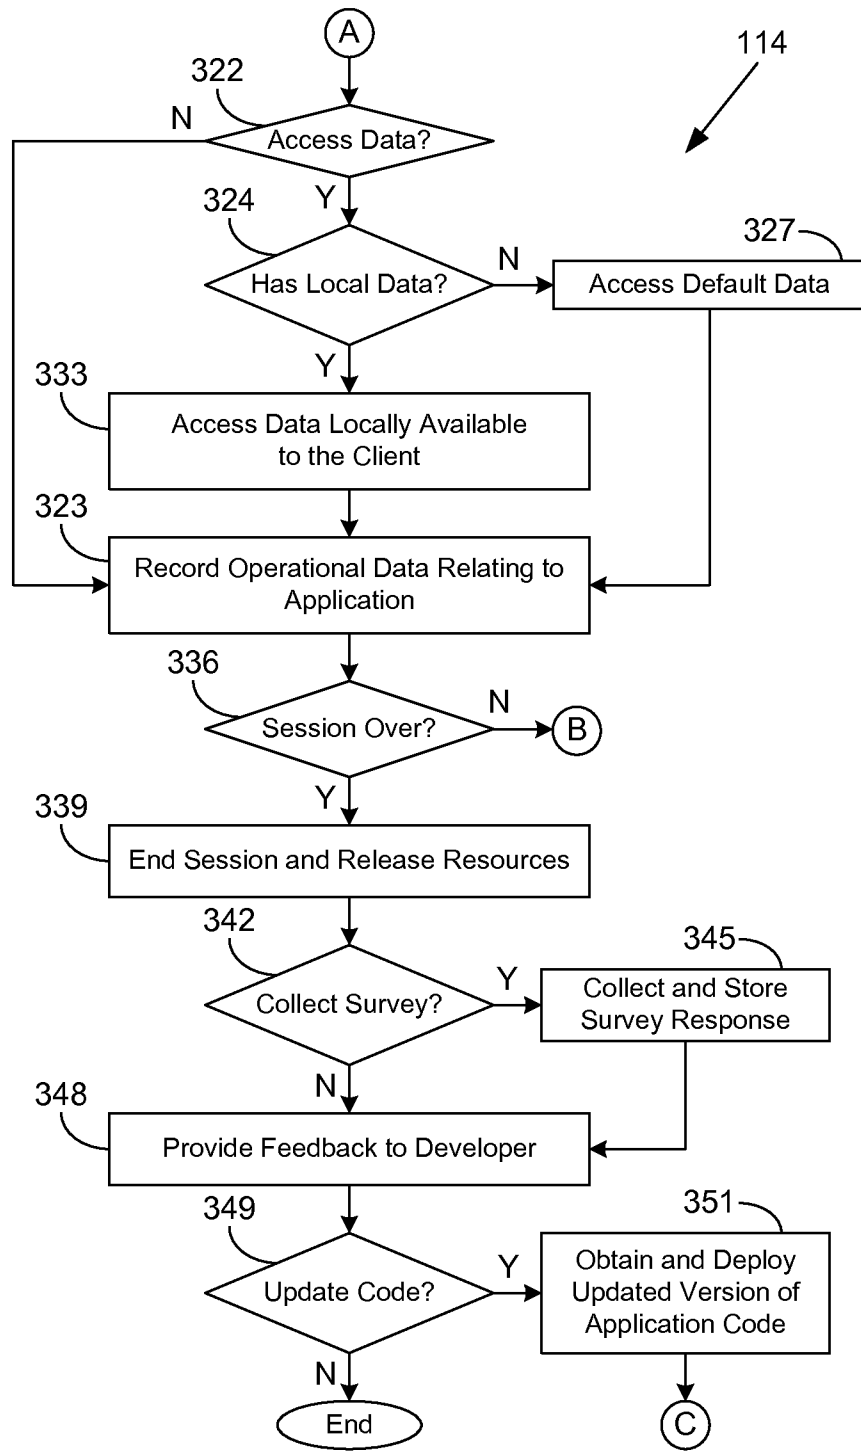 A
114
322
N
Access Data?
Y
324
327
Has Local Data?
N
Access Default Data
Y
333
Access Data Locally Available
to the Client
323
Record Operational Data Relating to
Application
336
N
Session Over?
B
Y
339
End Session and Release Resources
342
345
Collect Survey?
Y
Collect and Store
Survey Response
N
348
Provide Feedback to Developer
349
351
Update Code?
Y
Obtain and Deploy
Updated Version of
Application Code
N
End
C